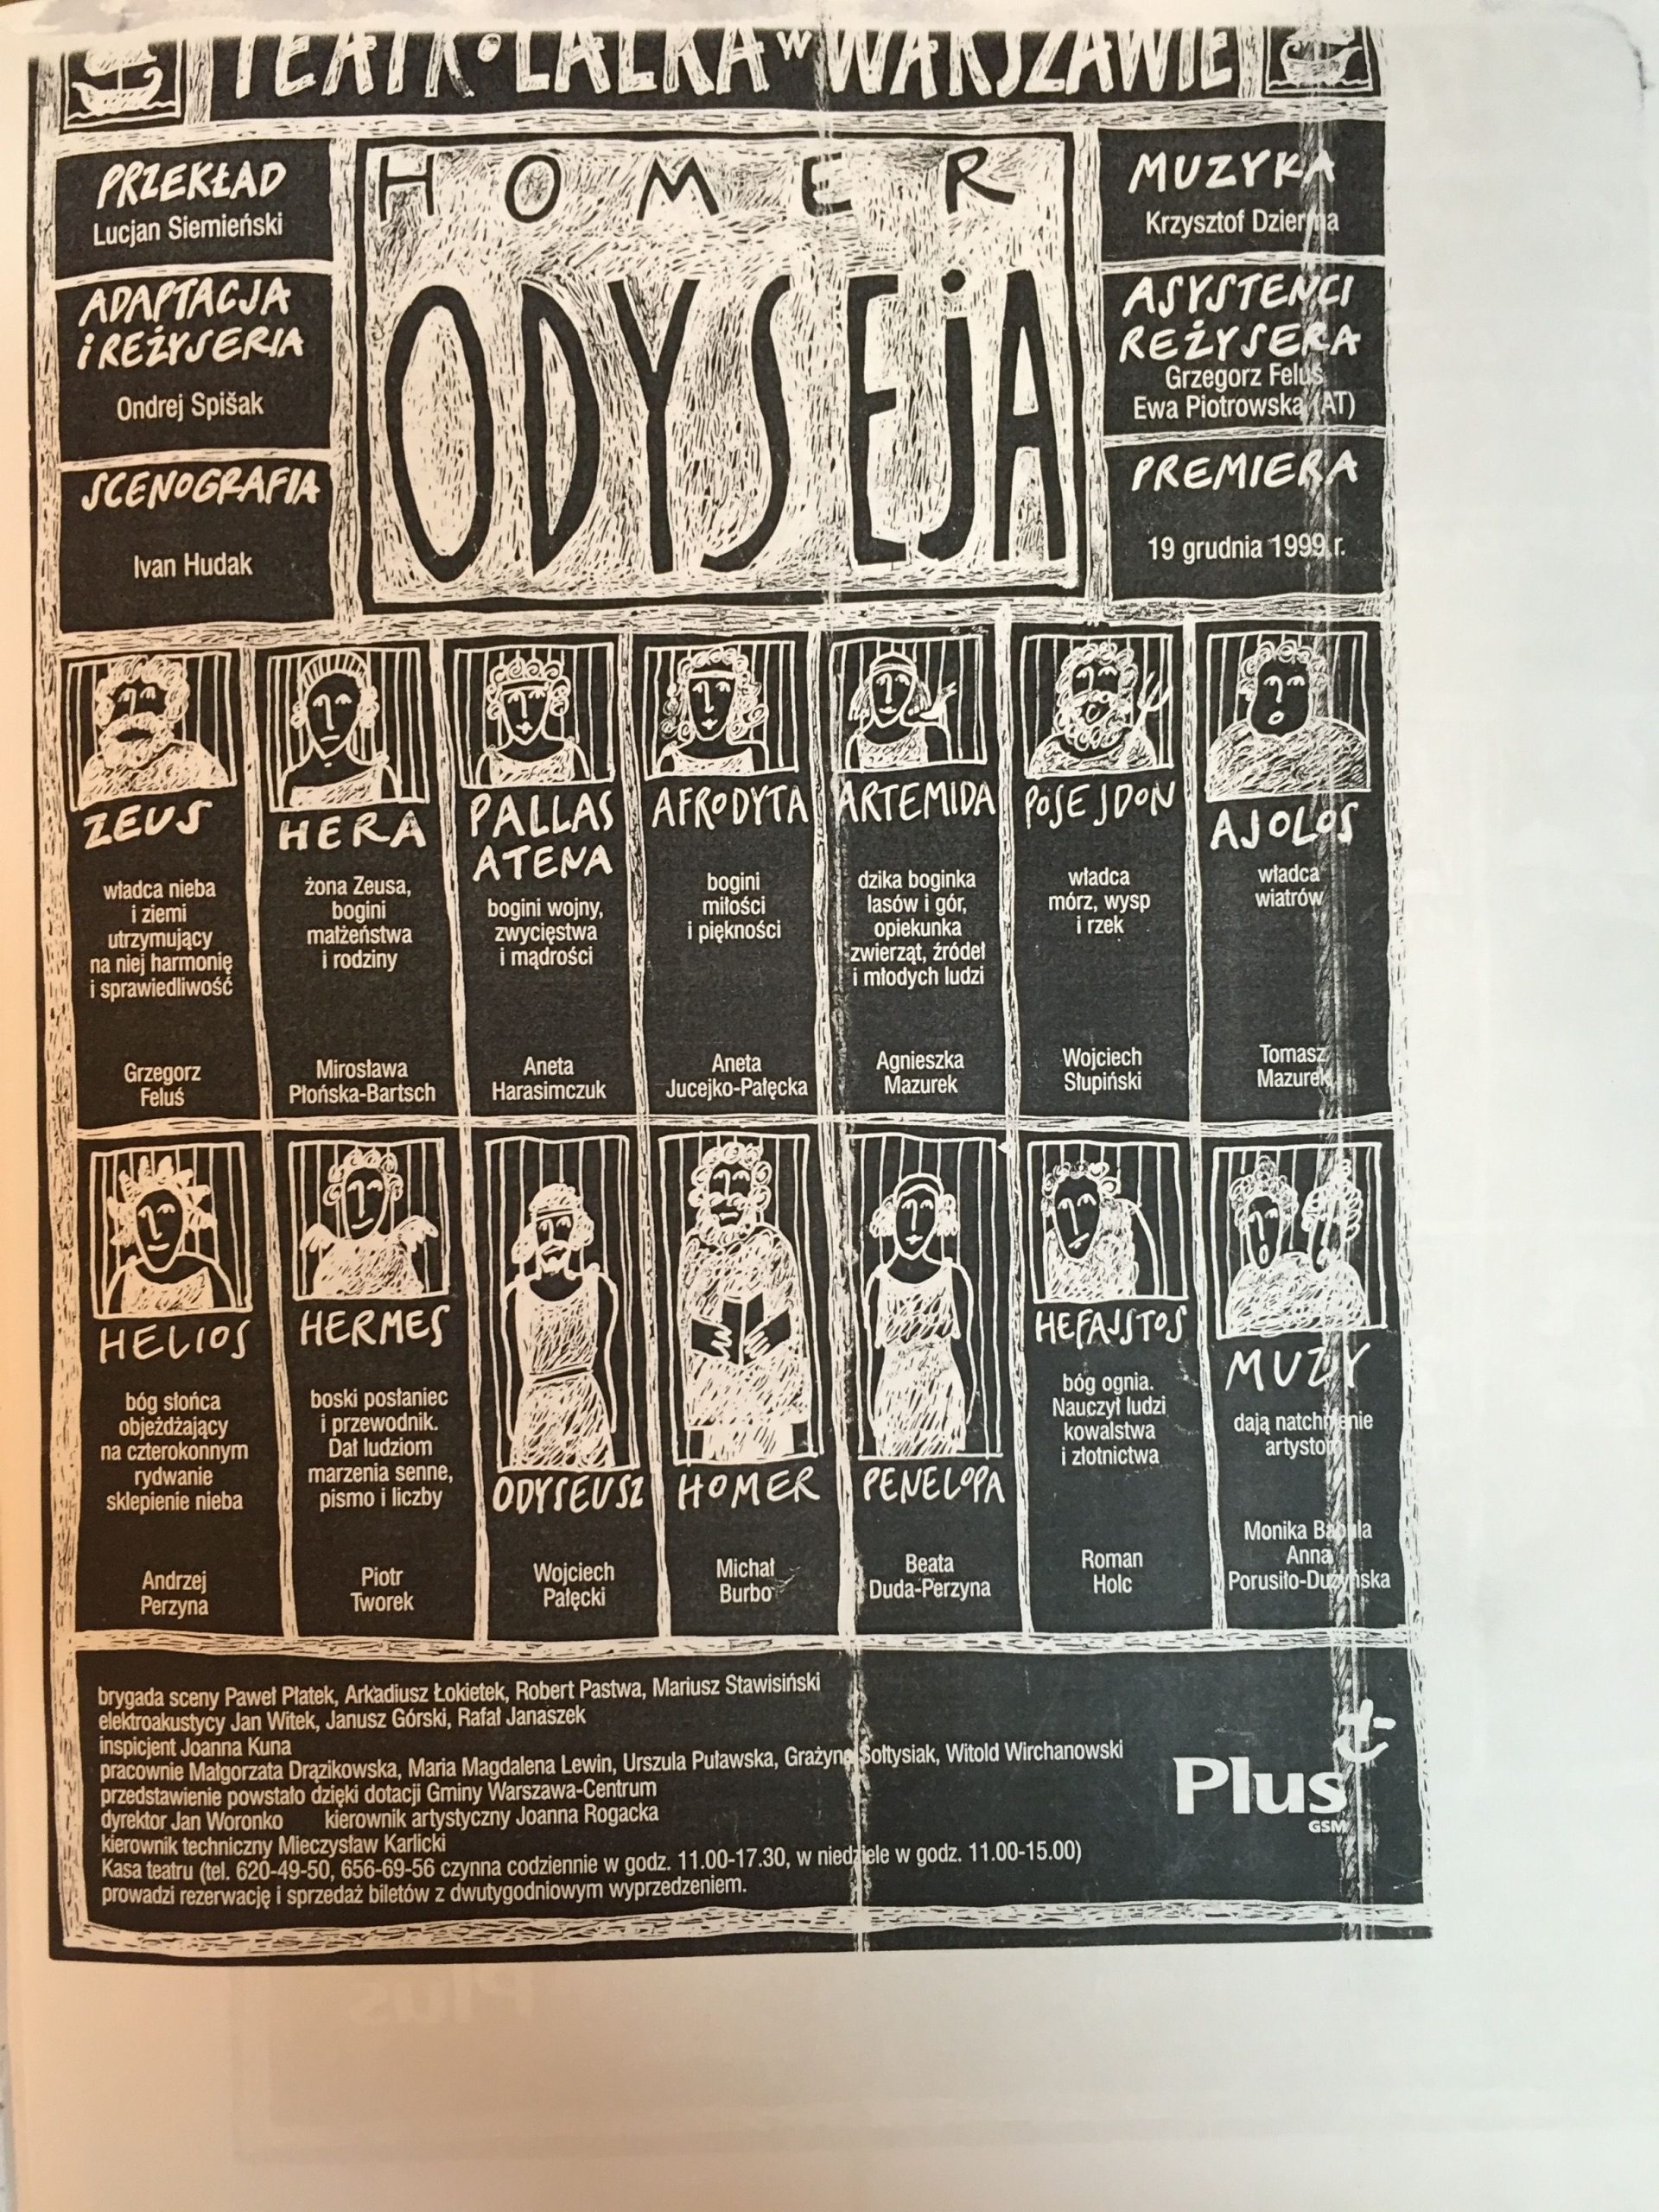 TEATR • LALKA W WARSZAWIE
PRZEKŁAD
Lucjan Siemieński
ADAPTACJA
i REŻYSERIA
Ondrej Spišak
SCENOGRAFIA
Ivan Hudak
HOMER
ODYSEjA
MUZYKA
Krzysztof Dzierma
ASYSTENCI
REŻYSERA
Grzegorz Feluś
Ewa Piotrowska (AT)
PREMIERA
19 grudnia 1999 r.
ZEUS
władca nieba
i ziemi
utrzymujący
na niej harmonię
i sprawiedliwość
Grzegorz
Feluś
HERA
żona Zeusa,
bogini
małżeństwa
i rodziny
Mirosława
Płońska-Bartsch
PALLAS
ATENA
bogini wojny,
zwycięstwa
i mądrości
Aneta
Harasimczuk
AFRODYTA
bogini
miłości
i piękności
Aneta
Jucejko-Pałęcka
ARTEMIDA
dzika boginka
lasów i gór,
opiekunka
zwierząt, źródeł
i młodych ludzi
Agnieszka
Mazurek
POSEJDON
władca
mórz, wysp
i rzek
Wojciech
Słupiński
AJOLOS
władca
wiatrów
Tomasz
Mazurek
HELIOS
bóg słońca
objeżdżający
na czterokonnym
rydwanie
sklepienie nieba
Andrzej
Perzyna
HERMES
boski posłaniec
i przewodnik.
Dał ludziom
marzenia senne,
pismo i liczby
Piotr
Tworek
ODYSEUSZ
Wojciech
Pałęcki
HOMER
Michał
Burbo
PENELOPA
Beata
Duda-Perzyna
HEFAJSTOS
bóg ognia.
Nauczył ludzi
kowalstwa
i złotnictwa
Roman
Holc
MUZY
dają natchnienie
artystom
Monika Babula
Anna
Porusiło-Dużyńska
brygada sceny Paweł Płatek, Arkadiusz Łokietek, Robert Pastwa, Mariusz Stawisiński
elektroakustycy Jan Witek, Janusz Górski, Rafał Janaszek
inspicjent Joanna Kuna
pracownie Małgorzata Drązikowska, Maria Magdalena Lewin, Urszula Puławska, Grażyna Sołtysiak, Witold Wirchanowski
przedstawienie powstało dzięki dotacji Gminy Warszawa-Centrum
dyrektor Jan Woronko kierownik artystyczny Joanna Rogacka
kierownik techniczny Mieczysław Karlicki
Kasa teatru (tel. 620-49-50, 656-69-56 czynna codziennie w godz. 11.00-17.30, w niedziele w godz. 11.00-15.00)
prowadzi rezerwację i sprzedaż biletów z dwutygodniowym wyprzedzeniem.
Plus
GSM